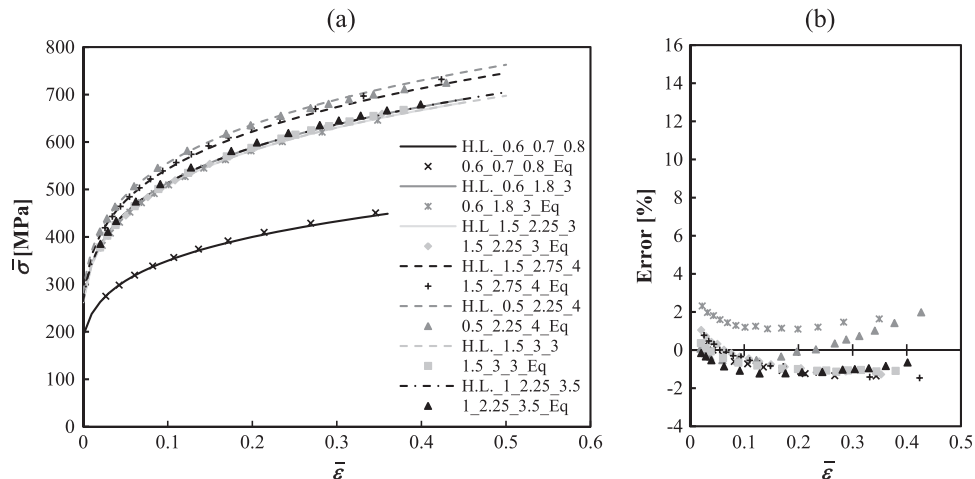 (a)
(b)
800
700
600
500
400
300
200
100
0
σ̄ [MPa]
0
0.1
0.2
0.3
0.4
0.5
0.6
ε̄
H.L._0.6_0.7_0.8
0.6_0.7_0.8_Eq
H.L._0.6_1.8_3
0.6_1.8_3_Eq
H.L_1.5_2.25_3
1.5_2.25_3_Eq
H.L._1.5_2.75_4
1.5_2.75_4_Eq
H.L._0.5_2.25_4
0.5_2.25_4_Eq
H.L._1.5_3_3
1.5_3_3_Eq
H.L._1_2.25_3.5
1_2.25_3.5_Eq
16
14
12
10
8
6
4
2
0
-2
-4
Error [%]
0
0.1
0.2
0.3
0.4
0.5
ε̄